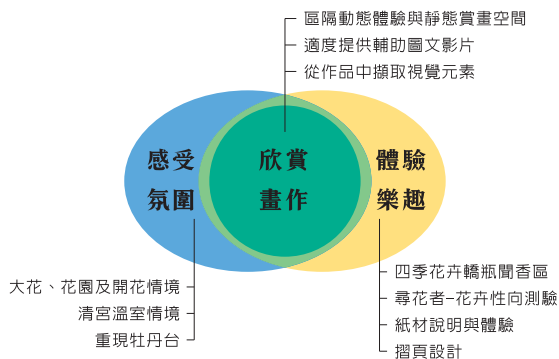 區隔動態體驗與靜態賞畫空間
適度提供輔助圖文影片
從作品中擷取視覺元素
感受
氛圍
欣賞
畫作
體驗
樂趣
大花、花園及開花情境
清宮溫室情境
重現牡丹台
四季花卉轎瓶聞香區
尋花者–花卉性向測驗
紙材說明與體驗
摺頁設計